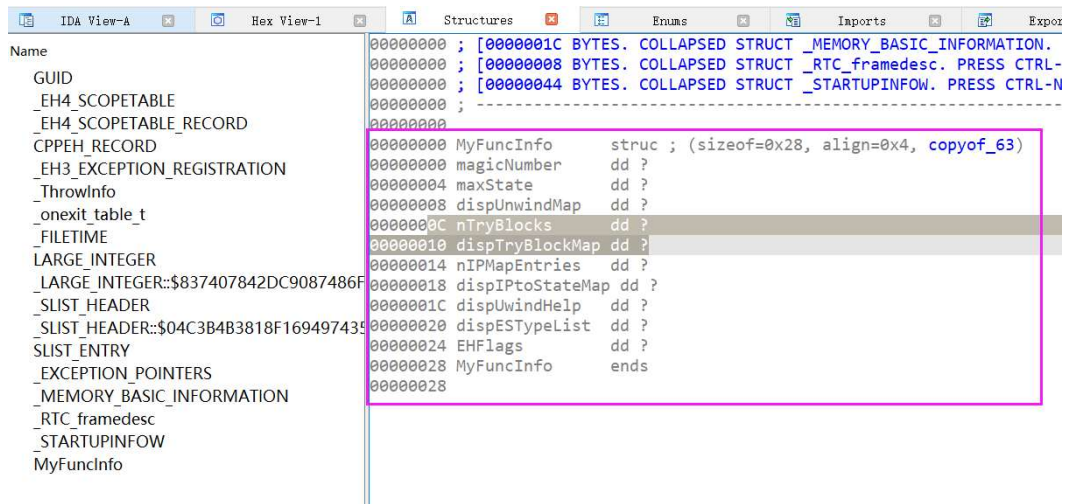 IDA View-A Hex View-1 Structures Enums Imports Expor
Name
GUID
_EH4_SCOPETABLE
_EH4_SCOPETABLE_RECORD
CPPEH_RECORD
_EH3_EXCEPTION_REGISTRATION
_ThrowInfo
_onexit_table_t
_FILETIME
LARGE_INTEGER
_LARGE_INTEGER::$837407842DC9087486F
_SLIST_HEADER
_SLIST_HEADER::$04C3B4B3818F169497435
SLIST_ENTRY
_EXCEPTION_POINTERS
_MEMORY_BASIC_INFORMATION
_RTC_framedesc
_STARTUPINFOW
MyFuncInfo
00000000 ; [0000001C BYTES. COLLAPSED STRUCT _MEMORY_BASIC_INFORMATION.
00000000 ; [00000008 BYTES. COLLAPSED STRUCT _RTC_framedesc. PRESS CTRL-
00000000 ; [00000044 BYTES. COLLAPSED STRUCT _STARTUPINFOW. PRESS CTRL-N
00000000 ; ---------------------------------------------------------------
00000000
00000000 MyFuncInfo struc ; (sizeof=0x28, align=0x4, copyof_63)
00000000 magicNumber dd ?
00000004 maxState dd ?
00000008 dispUnwindMap dd ?
0000000C nTryBlocks dd ?
00000010 dispTryBlockMap dd ?
00000014 nIPMapEntries dd ?
00000018 dispIPtoStateMap dd ?
0000001C dispUwindHelp dd ?
00000020 dispESTypeList dd ?
00000024 EHFlags dd ?
00000028 MyFuncInfo ends
00000028